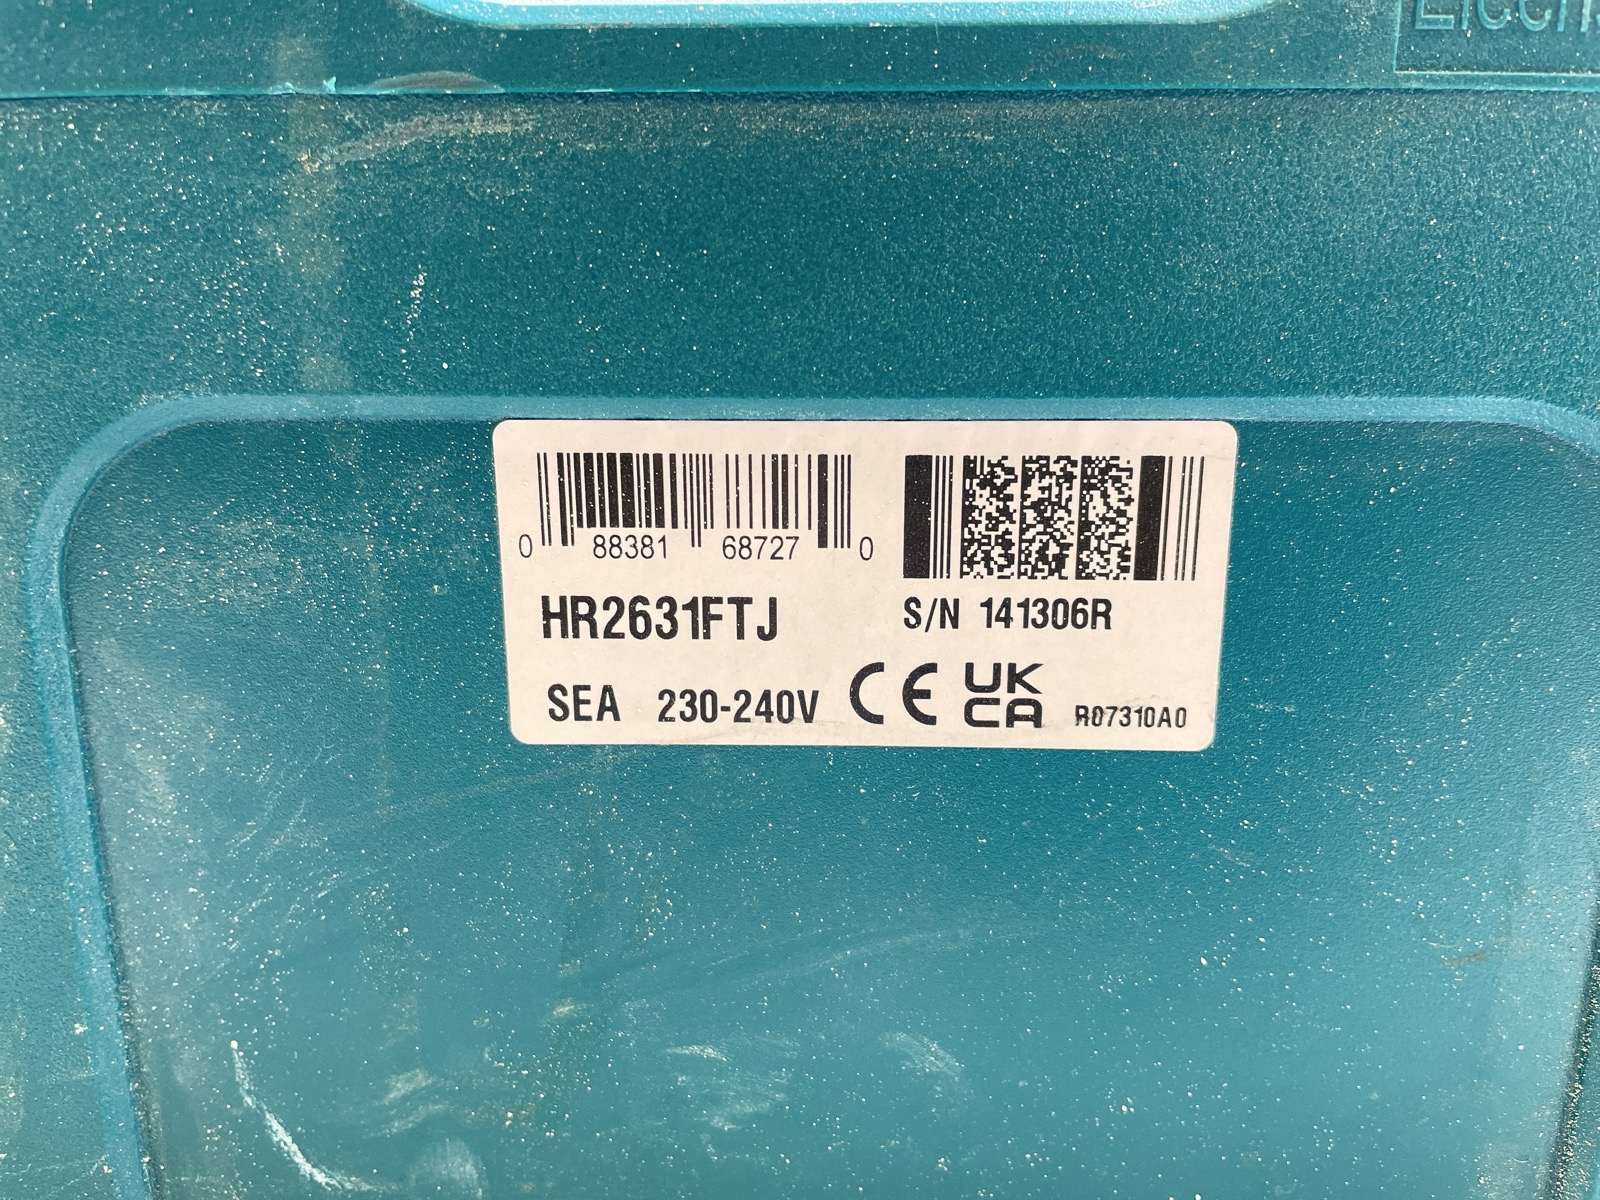 0 88381 68727 0
HR2631FTJ
S/N 141306R
SEA 230-240V CE UK CA R07310A0